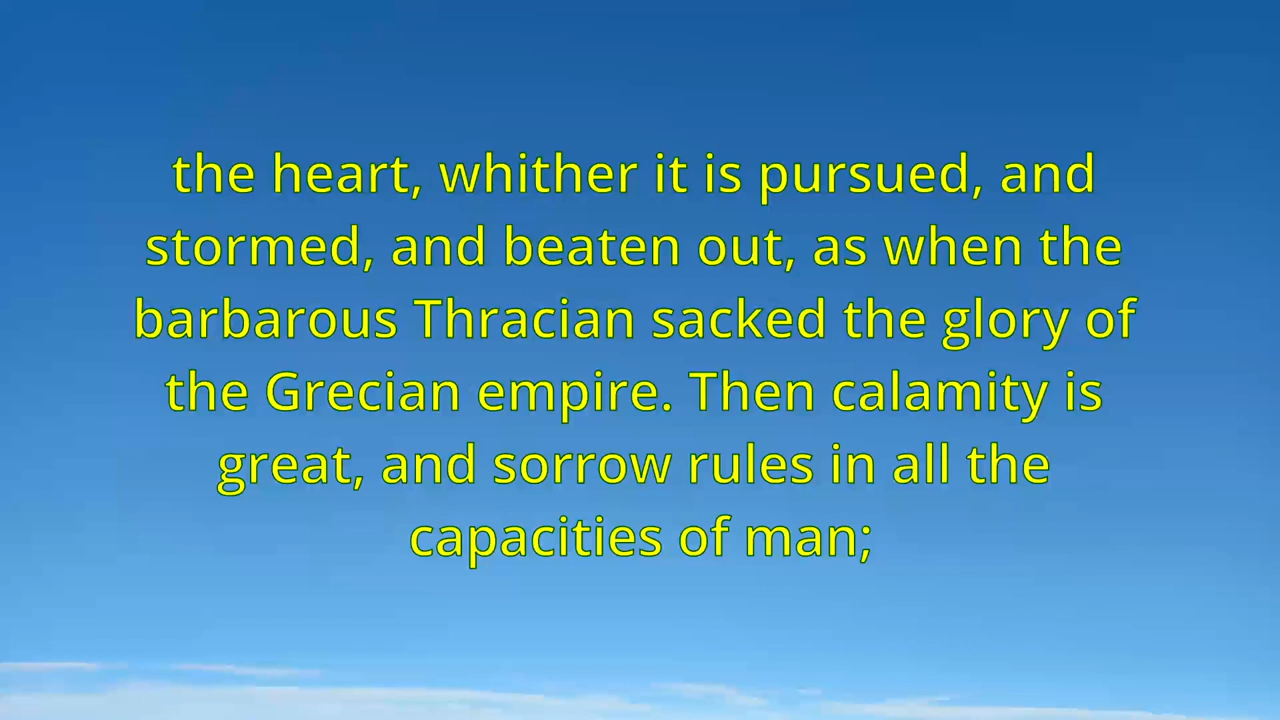 the heart, whither it is pursued, and
stormed, and beaten out, as when the
barbarous Thracian sacked the glory of
the Grecian empire. Then calamity is
great, and sorrow rules in all the
capacities of man;